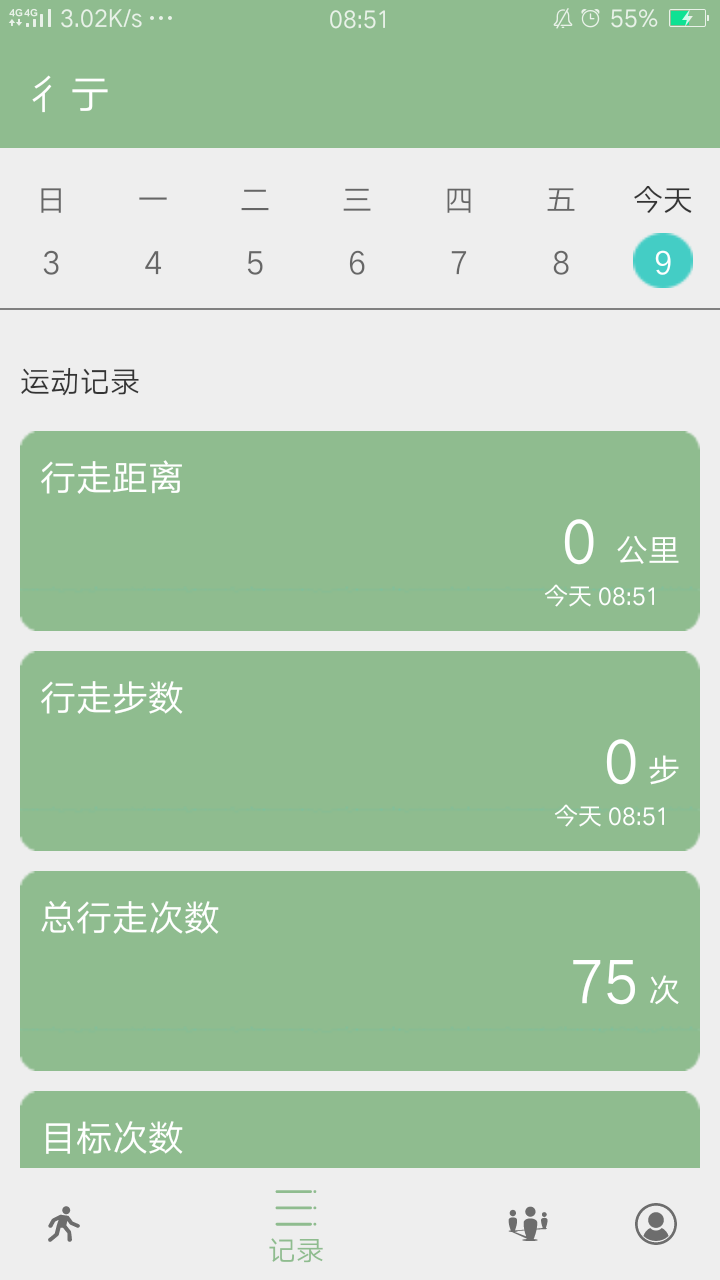 4G 4G 3.02K/s ··· 08:51 55%
彳亍
日 一 二 三 四 五 今天
3 4 5 6 7 8 9
运动记录
行走距离
0 公里
今天 08:51
行走步数
0 步
今天 08:51
总行走次数
75 次
目标次数
记录